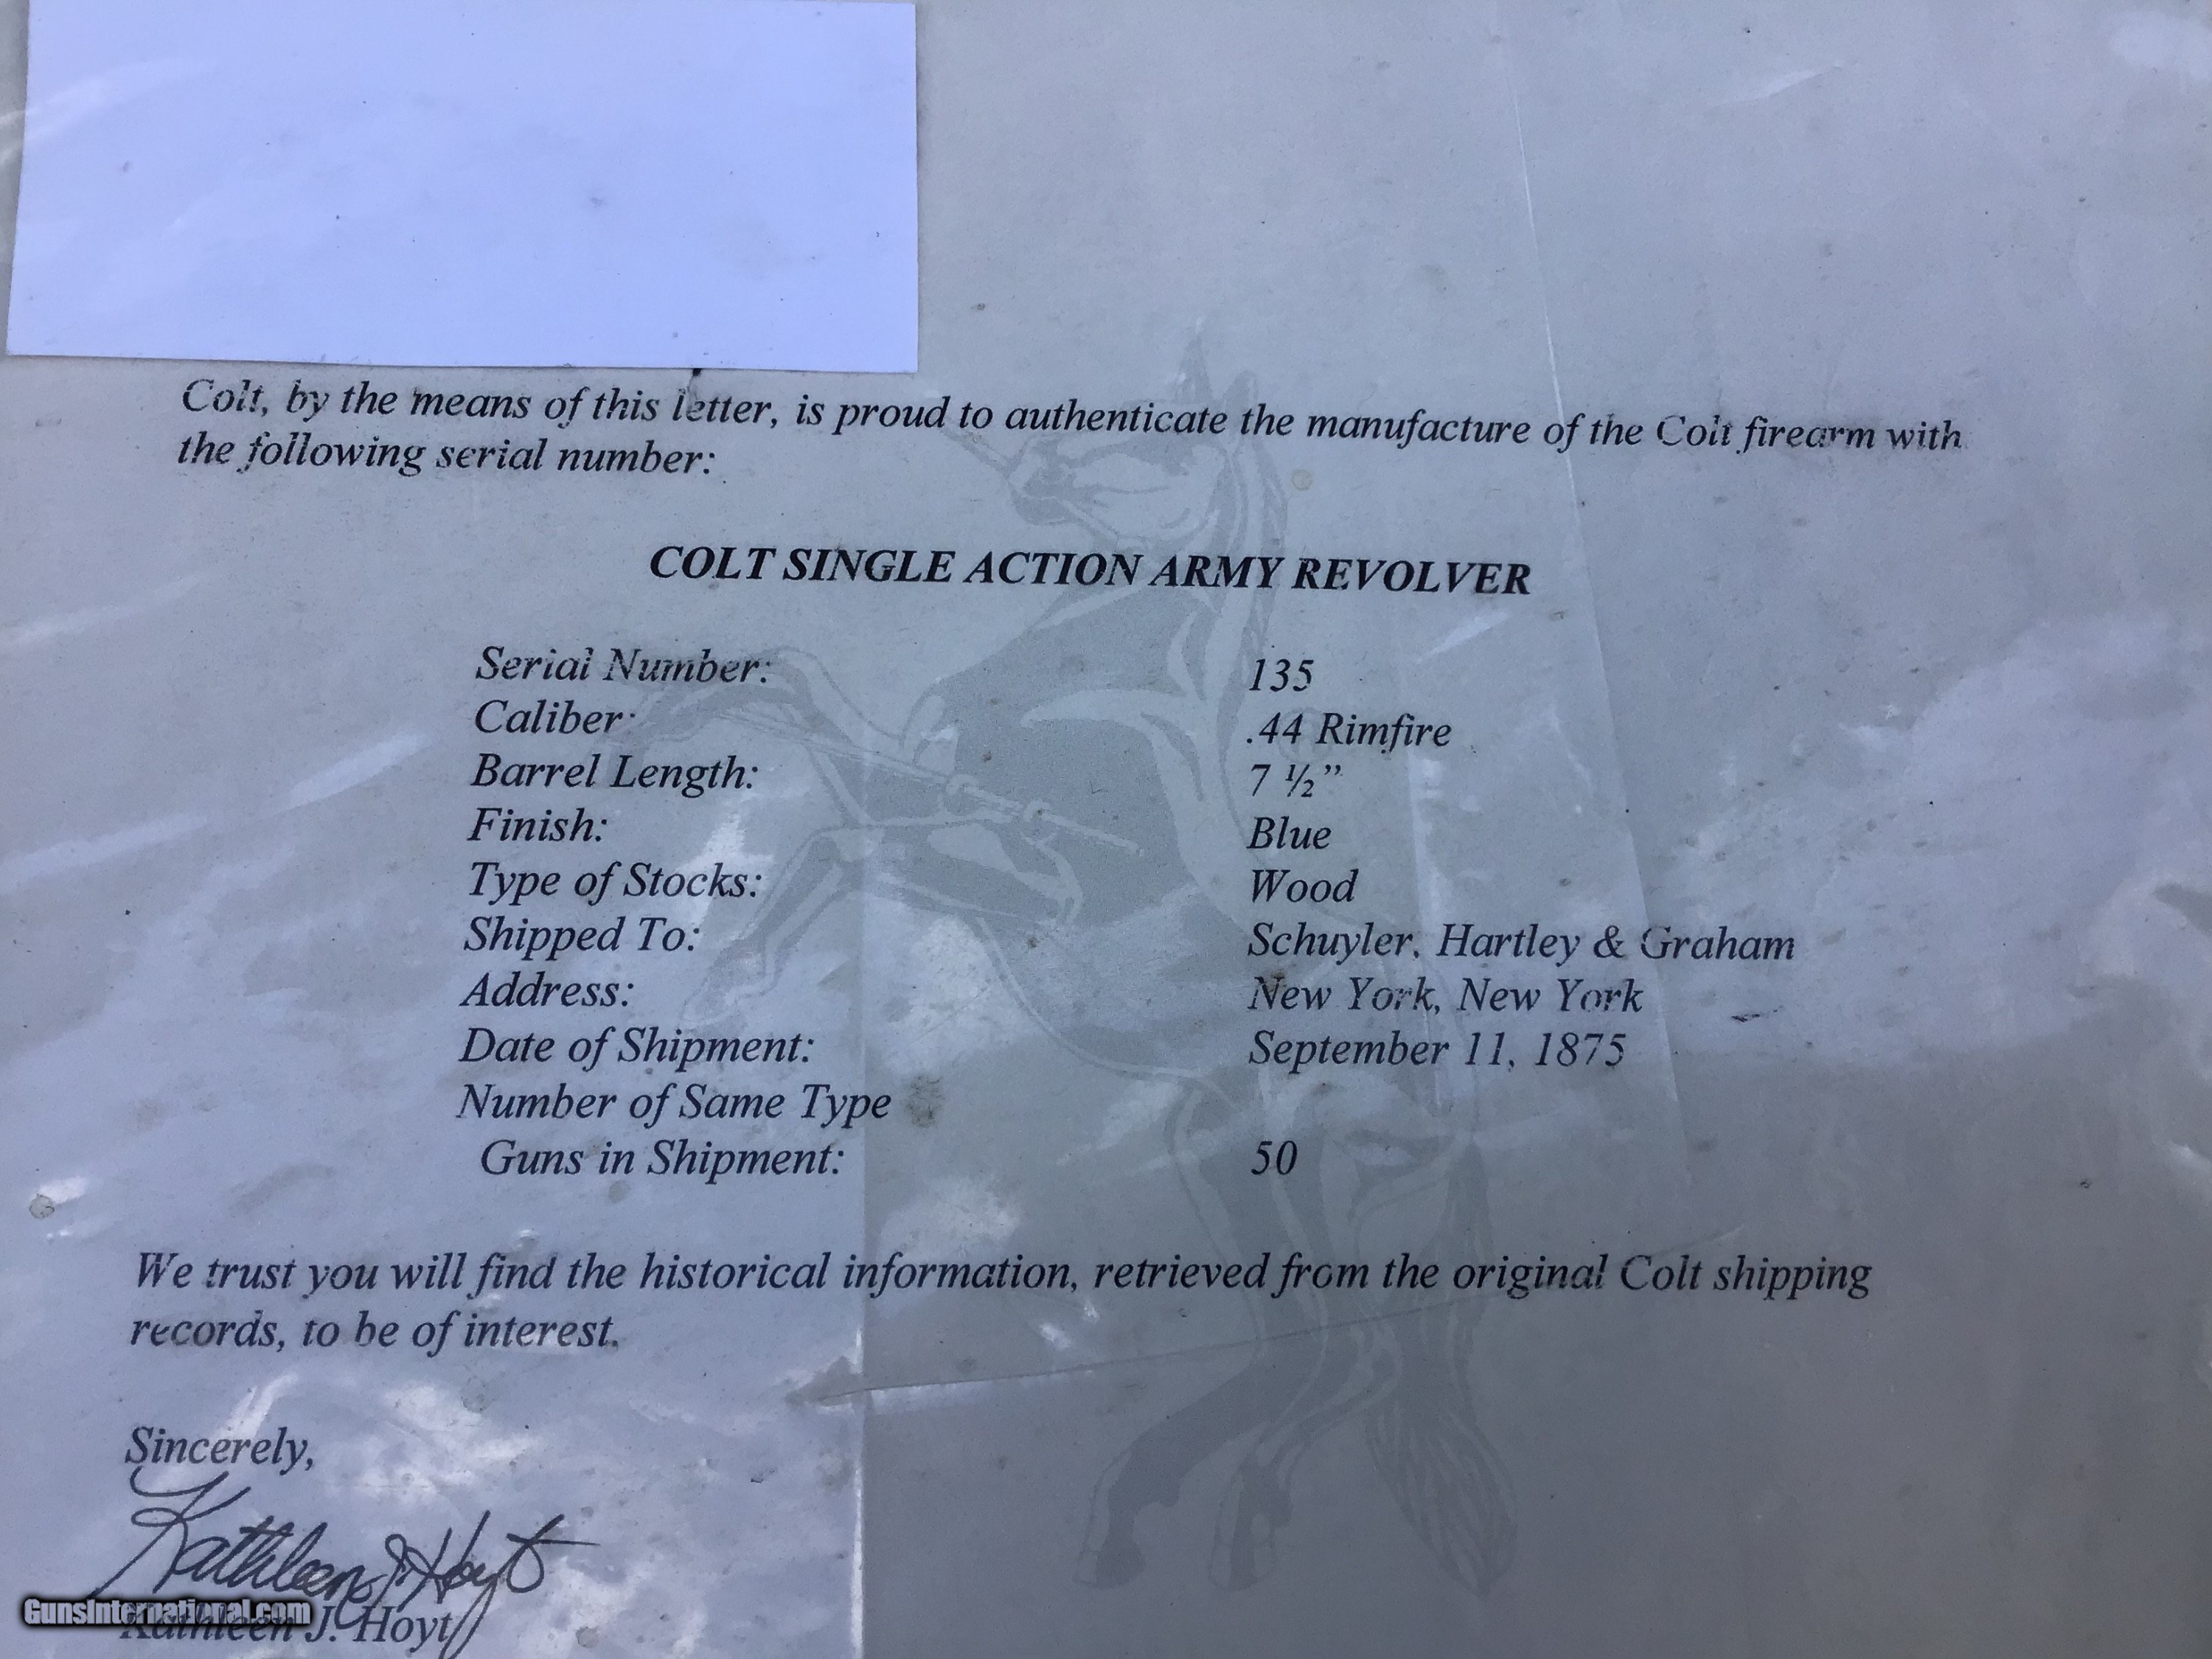 Colt, by the means of this letter, is proud to authenticate the manufacture of the Colt firearm with
the following serial number:
COLT SINGLE ACTION ARMY REVOLVER
Serial Number: 135
Caliber: .44 Rimfire
Barrel Length: 7 ½”
Finish: Blue
Type of Stocks: Wood
Shipped To: Schuyler, Hartley & Graham
Address: New York, New York
Date of Shipment: September 11, 1875
Number of Same Type
Guns in Shipment: 50
We trust you will find the historical information, retrieved from the original Colt shipping
records, to be of interest.
Sincerely,
Kathleen J. Hoyt
GunsInternational.com
Kathleen J. Hoyt